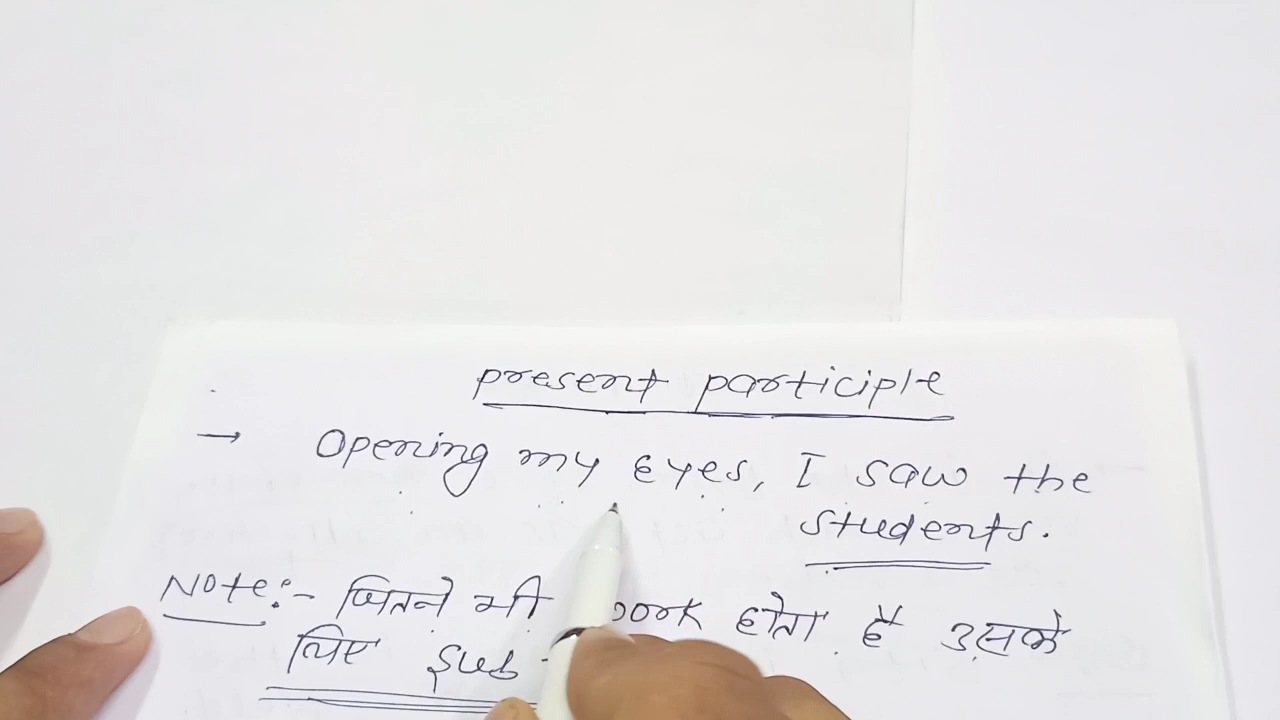 present participle
→ Opening my eyes, I saw the
students.
Note:- जितने भी work होता है उसके
लिए sub